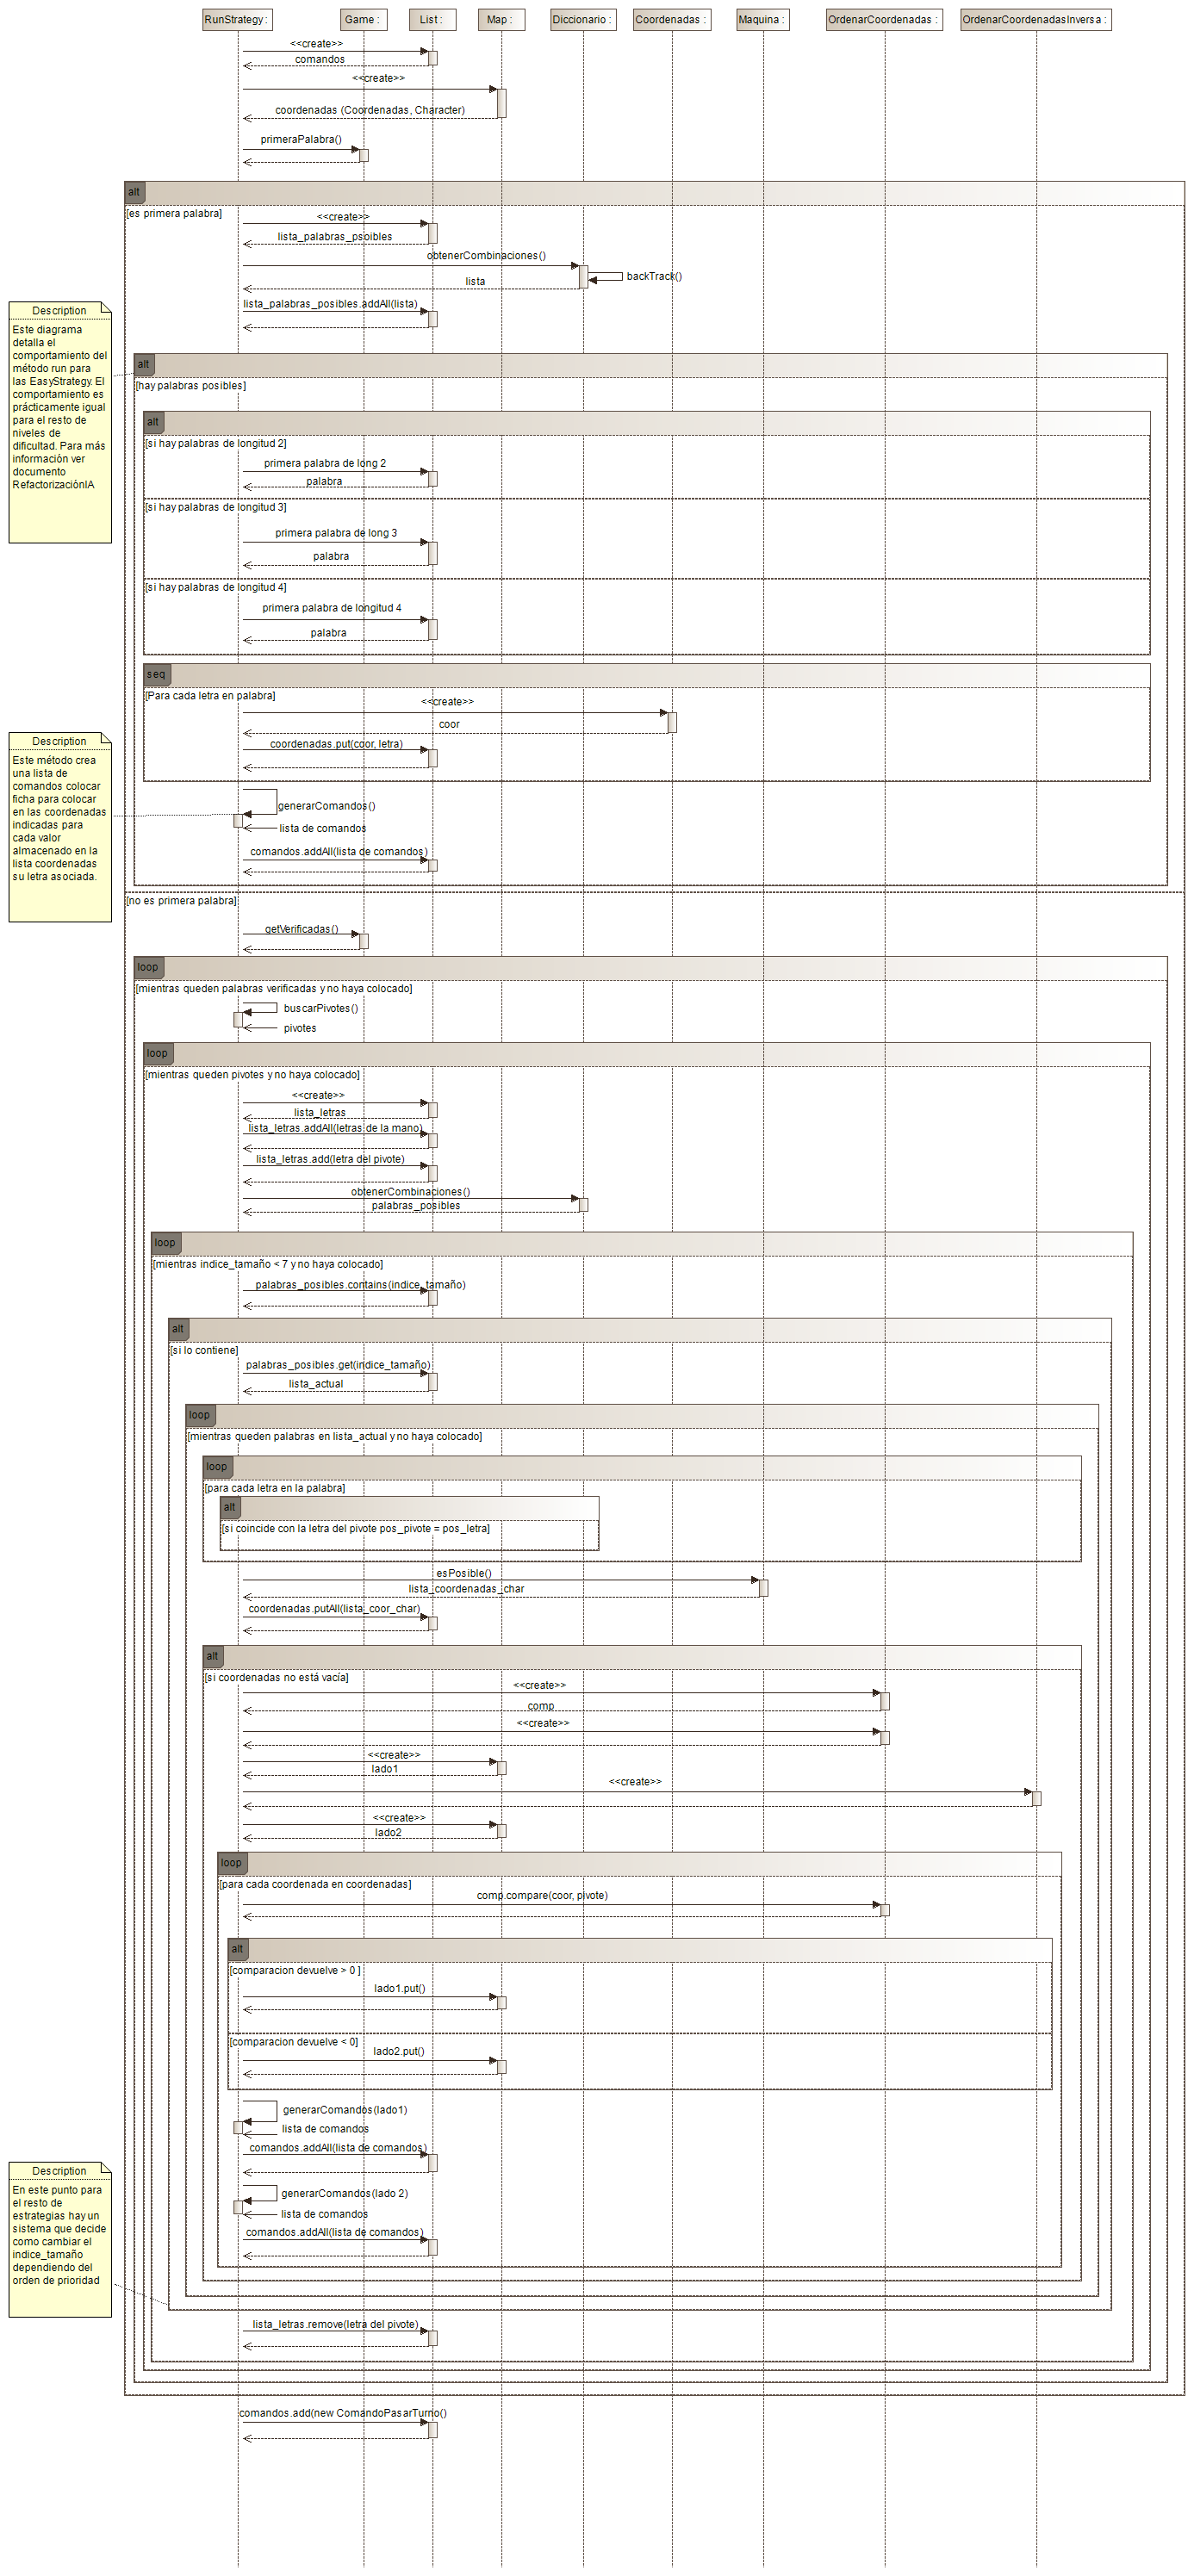 RunStrategy :
Game :
List :
Map :
Diccionario :
Coordenadas :
Maquina :
OrdenarCoordenadas :
OrdenarCoordenadasInversa :
<<create>>
comandos
<<create>>
coordenadas (Coordenadas, Character)
primeraPalabra()
alt
[es primera palabra]
<<create>>
lista_palabras_psoibles
obtenerCombinaciones()
backTrack()
lista
lista_palabras_posibles.addAll(lista)
Description
Este diagrama
detalla el
comportamiento del
método run para
las EasyStrategy. El
comportamiento es
prácticamente igual
para el resto de
niveles de
dificultad. Para más
información ver
documento
RefactorizaciónIA
alt
[hay palabras posibles]
alt
[si hay palabras de longitud 2]
primera palabra de long 2
palabra
[si hay palabras de longitud 3]
primera palabra de long 3
palabra
[si hay palabras de longitud 4]
primera palabra de longitud 4
palabra
seq
[Para cada letra en palabra]
<<create>>
coor
coordenadas.put(coor, letra)
Description
Este método crea
una lista de
comandos colocar
ficha para colocar
en las coordenadas
indicadas para
cada valor
almacenado en la
lista coordenadas
su letra asociada.
generarComandos()
lista de comandos
comandos.addAll(lista de comandos)
[no es primera palabra]
getVerificadas()
loop
[mientras queden palabras verificadas y no haya colocado]
buscarPivotes()
pivotes
loop
[mientras queden pivotes y no haya colocado]
<<create>>
lista_letras
lista_letras.addAll(letras de la mano)
lista_letras.add(letra del pivote)
obtenerCombinaciones()
palabras_posibles
loop
[mientras indice_tamaño < 7 y no haya colocado]
palabras_posibles.contains(indice_tamaño)
alt
[si lo contiene]
palabras_posibles.get(indice_tamaño)
lista_actual
loop
[mientras queden palabras en lista_actual y no haya colocado]
loop
[para cada letra en la palabra]
alt
[si coincide con la letra del pivote pos_pivote = pos_letra]
esPosible()
lista_coordenadas_char
coordenadas.putAll(lista_coor_char)
alt
[si coordenadas no está vacía]
<<create>>
comp
<<create>>
<<create>>
lado1
<<create>>
<<create>>
lado2
loop
[para cada coordenada en coordenadas]
comp.compare(coor, pivote)
alt
[comparacion devuelve > 0 ]
lado1.put()
[comparacion devuelve < 0]
lado2.put()
generarComandos(lado1)
lista de comandos
comandos.addAll(lista de comandos)
generarComandos(lado 2)
lista de comandos
comandos.addAll(lista de comandos)
Description
En este punto para
el resto de
estrategias hay un
sistema que decide
como cambiar el
indice_tamaño
dependiendo del
orden de prioridad
lista_letras.remove(letra del pivote)
comandos.add(new ComandoPasarTurno()